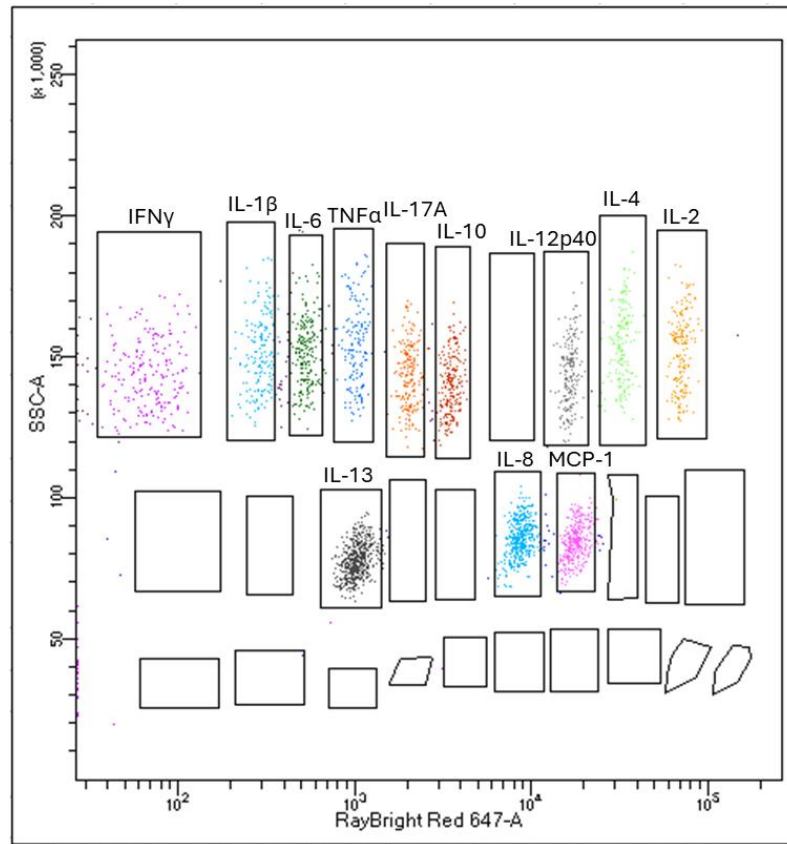 (x 1,000)
250
200
150
100
50
SSC-A
IFNγ
IL-1β
IL-6
TNFα
IL-17A
IL-10
IL-12p40
IL-4
IL-2
IL-13
IL-8
MCP-1
10²
10³
10⁴
10⁵
RayBright Red 647-A